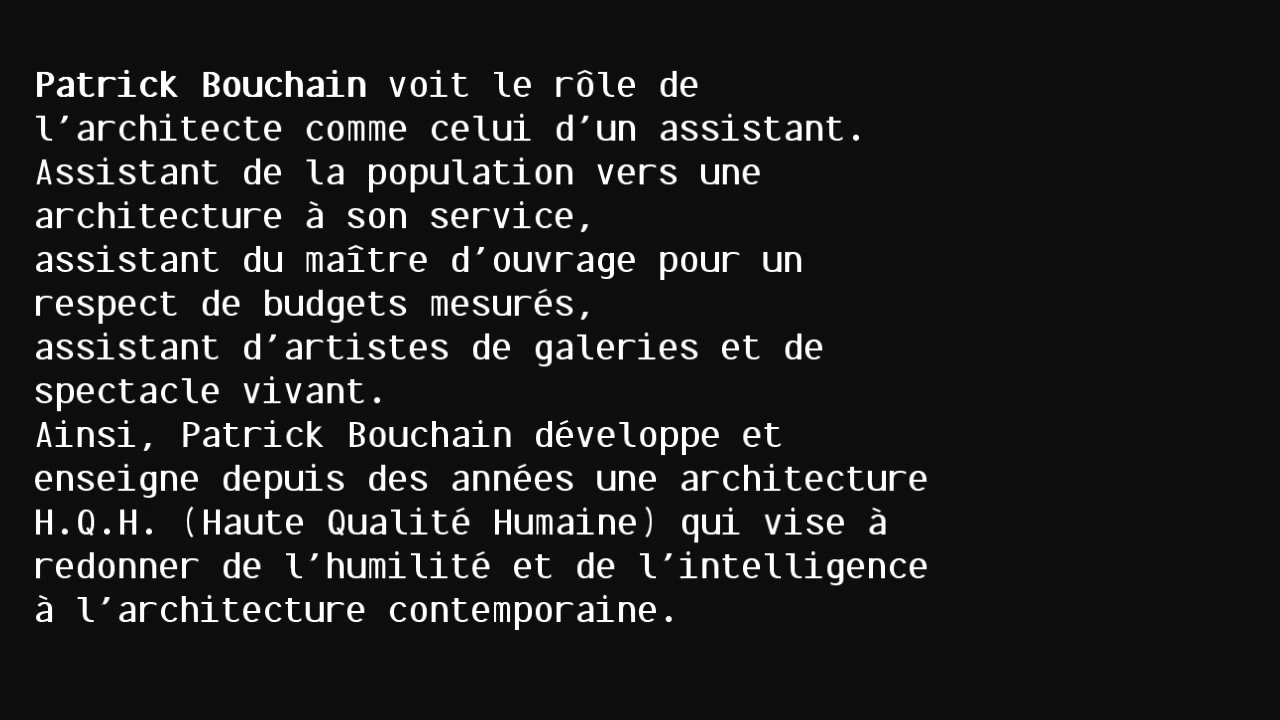 Patrick Bouchain voit le rôle de
l’architecte comme celui d’un assistant.
Assistant de la population vers une
architecture à son service,
assistant du maître d’ouvrage pour un
respect de budgets mesurés,
assistant d’artistes de galeries et de
spectacle vivant.
Ainsi, Patrick Bouchain développe et
enseigne depuis des années une architecture
H.Q.H. (Haute Qualité Humaine) qui vise à
redonner de l’humilité et de l’intelligence
à l’architecture contemporaine.